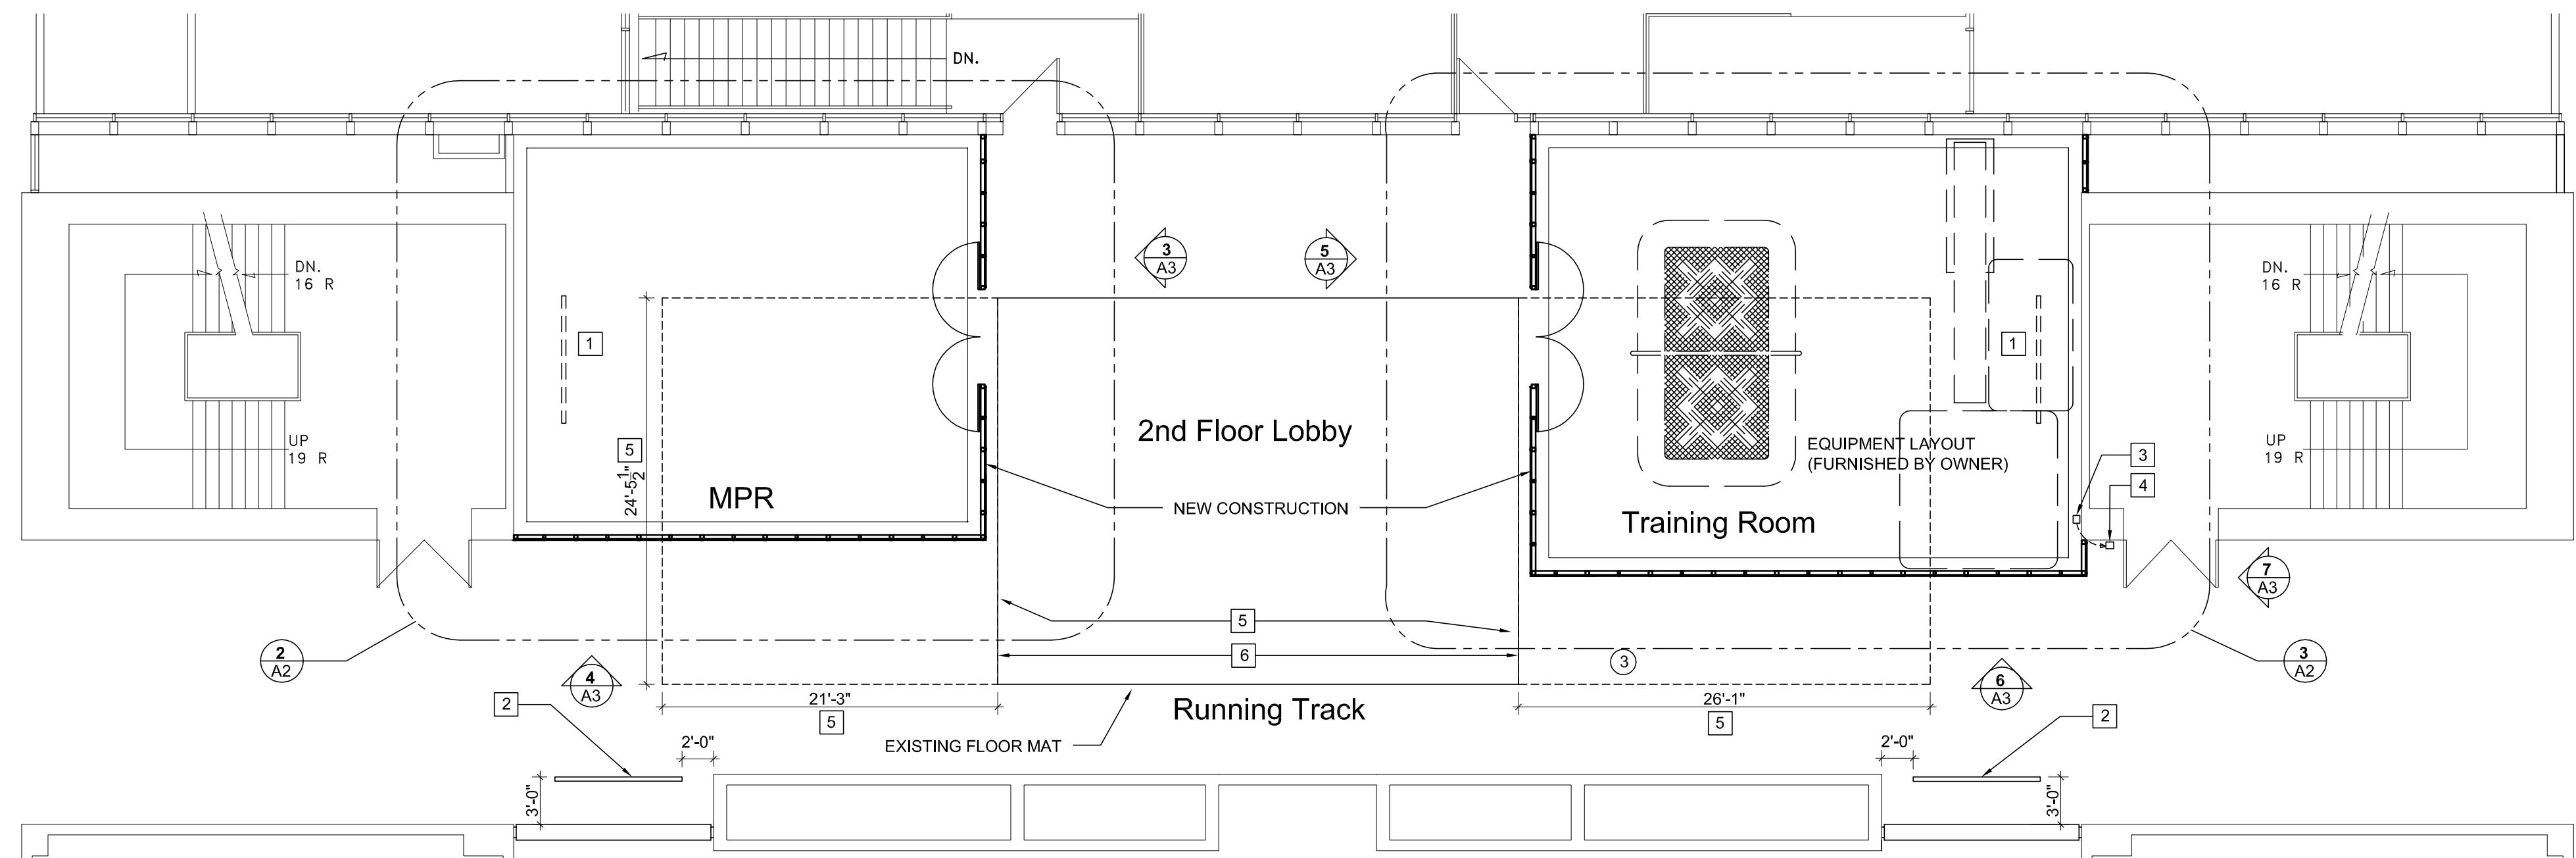 DN.
3
A3
5
A3
DN.
16 R
DN.
16 R
1
1
UP
19 R
UP
19 R
5
24'-5 1/2"
2nd Floor Lobby
EQUIPMENT LAYOUT
(FURNISHED BY OWNER)
3
4
MPR
NEW CONSTRUCTION
Training Room
7
A3
5
6
3
2
A2
3
A2
4
A3
6
A3
2
21'-3"
5
Running Track
26'-1"
5
2
EXISTING FLOOR MAT
2'-0"
2'-0"
3'-0"
3'-0"